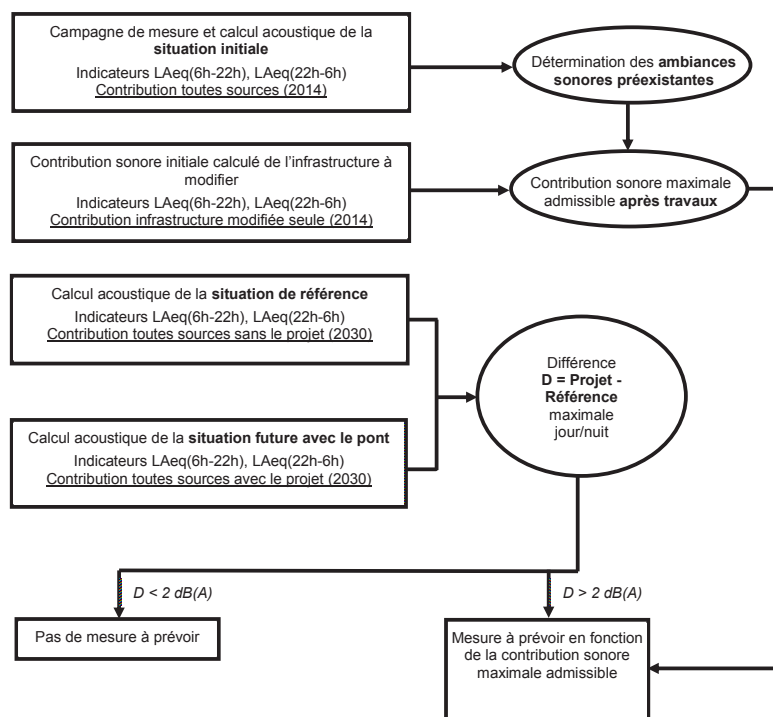 Campagne de mesure et calcul acoustique de la
situation initiale
Indicateurs LAeq(6h-22h), LAeq(22h-6h)
Contribution toutes sources (2014)
Détermination des ambiances
sonores préexistantes
Contribution sonore initiale calculé de l'infrastructure à
modifier
Indicateurs LAeq(6h-22h), LAeq(22h-6h)
Contribution infrastructure modifiée seule (2014)
Contribution sonore maximale
admissible après travaux
Calcul acoustique de la situation de référence
Indicateurs LAeq(6h-22h), LAeq(22h-6h)
Contribution toutes sources sans le projet (2030)
Différence
D = Projet -
Référence
maximale
jour/nuit
Calcul acoustique de la situation future avec le pont
Indicateurs LAeq(6h-22h), LAeq(22h-6h)
Contribution toutes sources avec le projet (2030)
D < 2 dB(A)
D > 2 dB(A)
Pas de mesure à prévoir
Mesure à prévoir en fonction
de la contribution sonore
maximale admissible